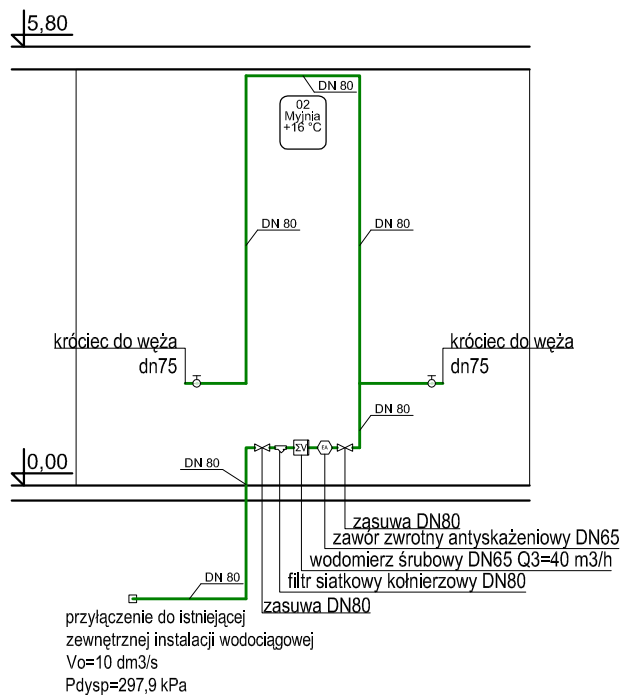 5,80
DN 80
02
Myjnia
+16 °C
DN 80
DN 80
króciec do węża
dn75
króciec do węża
dn75
DN 80
0,00
DN 80
ΣV
EA
zasuwa DN80
zawór zwrotny antyskażeniowy DN65
wodomierz śrubowy DN65 Q3=40 m3/h
DN 80
filtr siatkowy kołnierzowy DN80
zasuwa DN80
przyłączenie do istniejącej
zewnętrznej instalacji wodociągowej
Vo=10 dm3/s
Pdysp=297,9 kPa